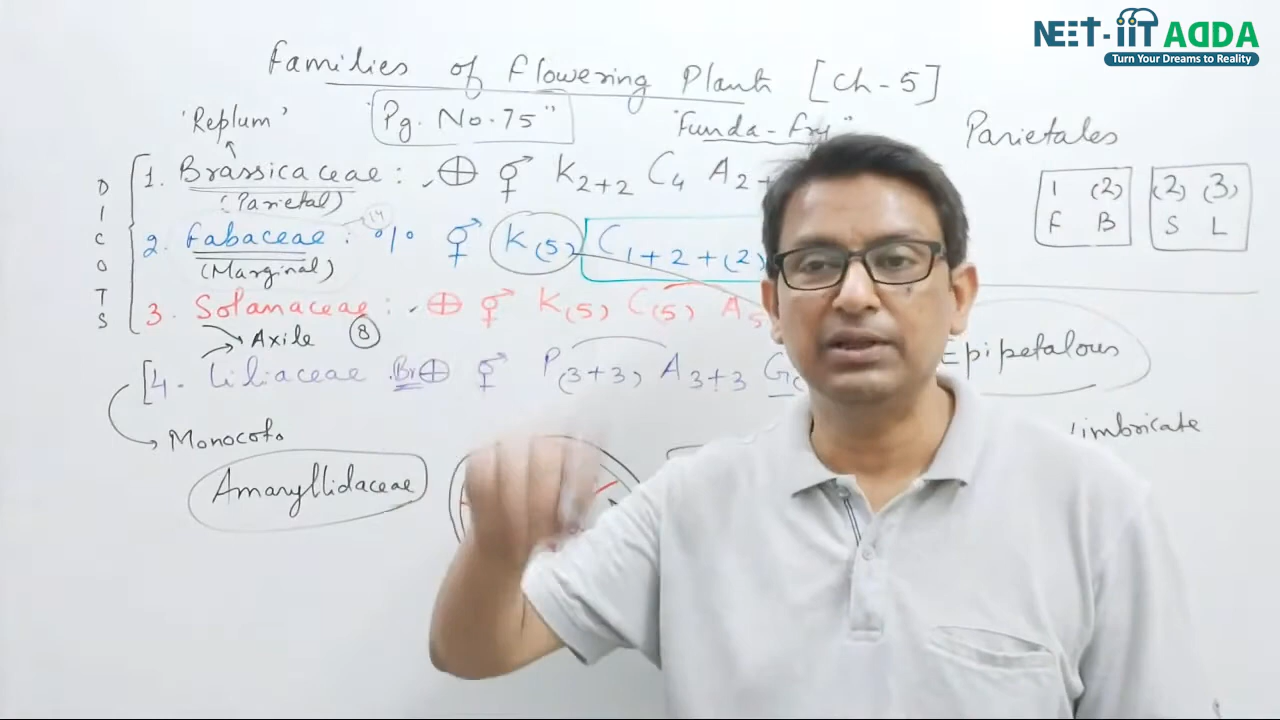 NEET-IIT ADDA
Turn Your Dreams to Reality
Families of Flowering Plants [Ch-5]
'Replum'
"Pg. No. 75"
"Funda-fry"
Parietales
DICOTS
1. Brassicaceae : ⊕ ⚥ K2+2 C4 A2+
(Parietal)
2. Fabaceae : % ⚥ K(5) C1+2+(2)
(Marginal)
3. Solanaceae : ⊕ ⚥ K(5) C(5) A5
Axile 8
[4. Liliaceae Br ⊕ ⚥ P(3+3) A3+3 G(
Monocots
Amaryllidaceae
1 (2)
F B
(2) (3)
S L
Epipetalous
/imbricate